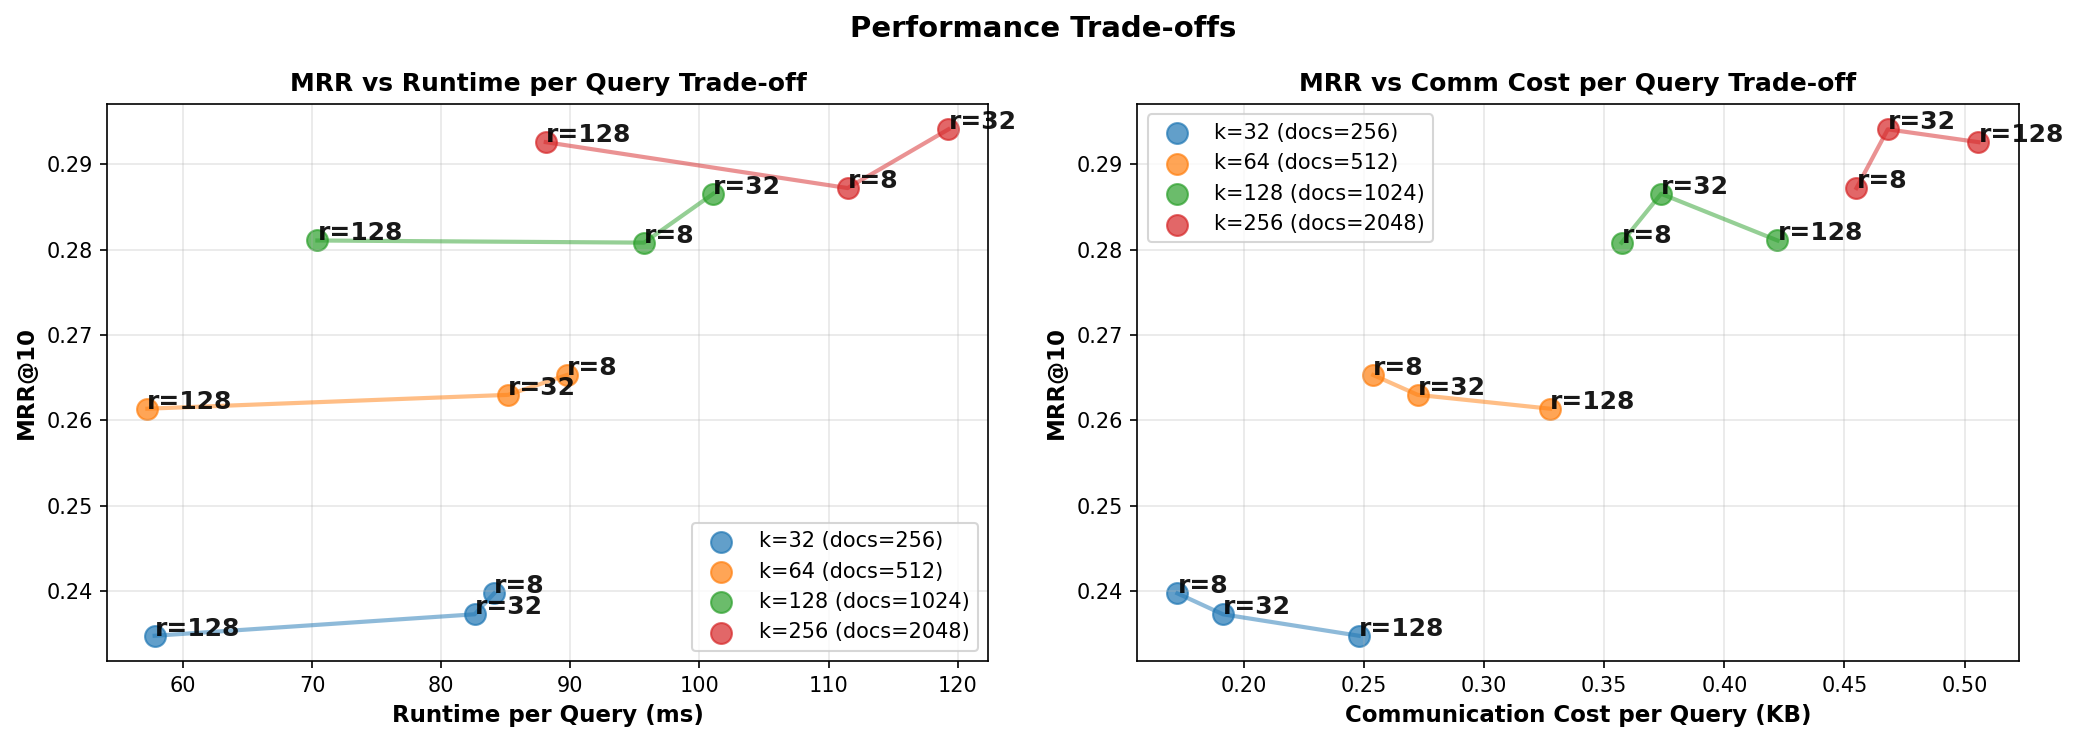 Performance Trade-offs
MRR vs Runtime per Query Trade-off
MRR@10
0.29
0.28
0.27
0.26
0.25
0.24
r=128
r=32
r=8
r=32
r=128
r=8
r=8
r=32
r=128
r=8
r=32
r=128
k=32 (docs=256)
k=64 (docs=512)
k=128 (docs=1024)
k=256 (docs=2048)
60 70 80 90 100 110 120
Runtime per Query (ms)
MRR vs Comm Cost per Query Trade-off
MRR@10
0.29
0.28
0.27
0.26
0.25
0.24
k=32 (docs=256)
k=64 (docs=512)
k=128 (docs=1024)
k=256 (docs=2048)
r=32
r=128
r=8
r=32
r=8
r=128
r=8
r=32
r=128
r=8
r=32
r=128
0.20 0.25 0.30 0.35 0.40 0.45 0.50
Communication Cost per Query (KB)